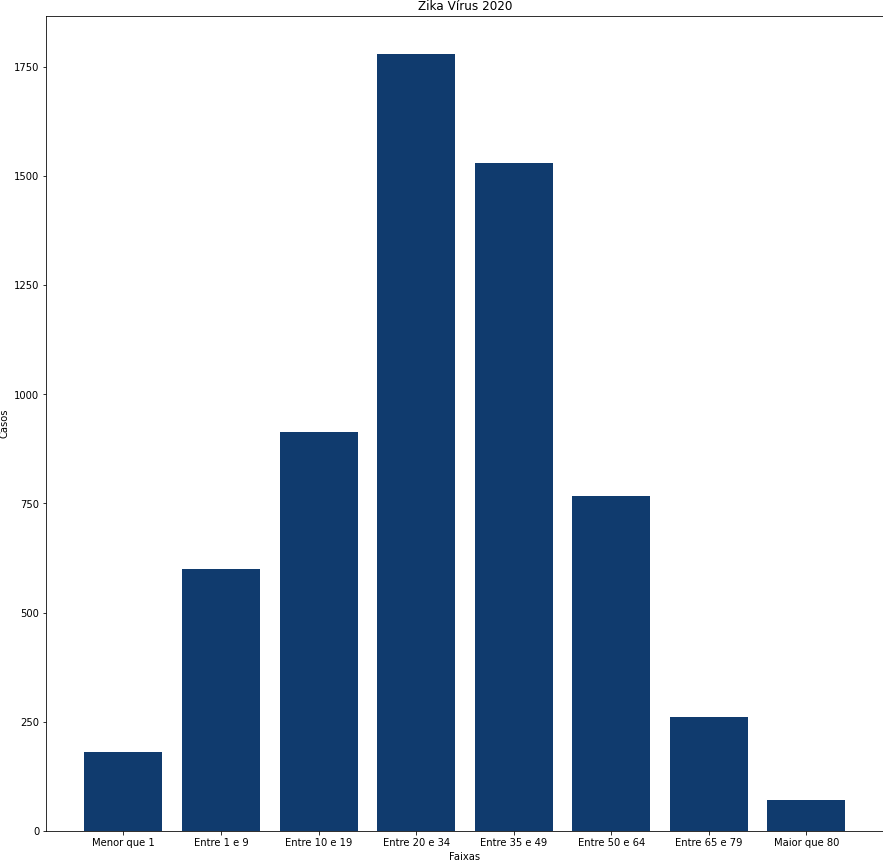 Zika Vírus 2020
1750
1500
1250
1000
750
500
250
0
Casos
Menor que 1
Entre 1 e 9
Entre 10 e 19
Entre 20 e 34
Entre 35 e 49
Entre 50 e 64
Entre 65 e 79
Maior que 80
Faixas